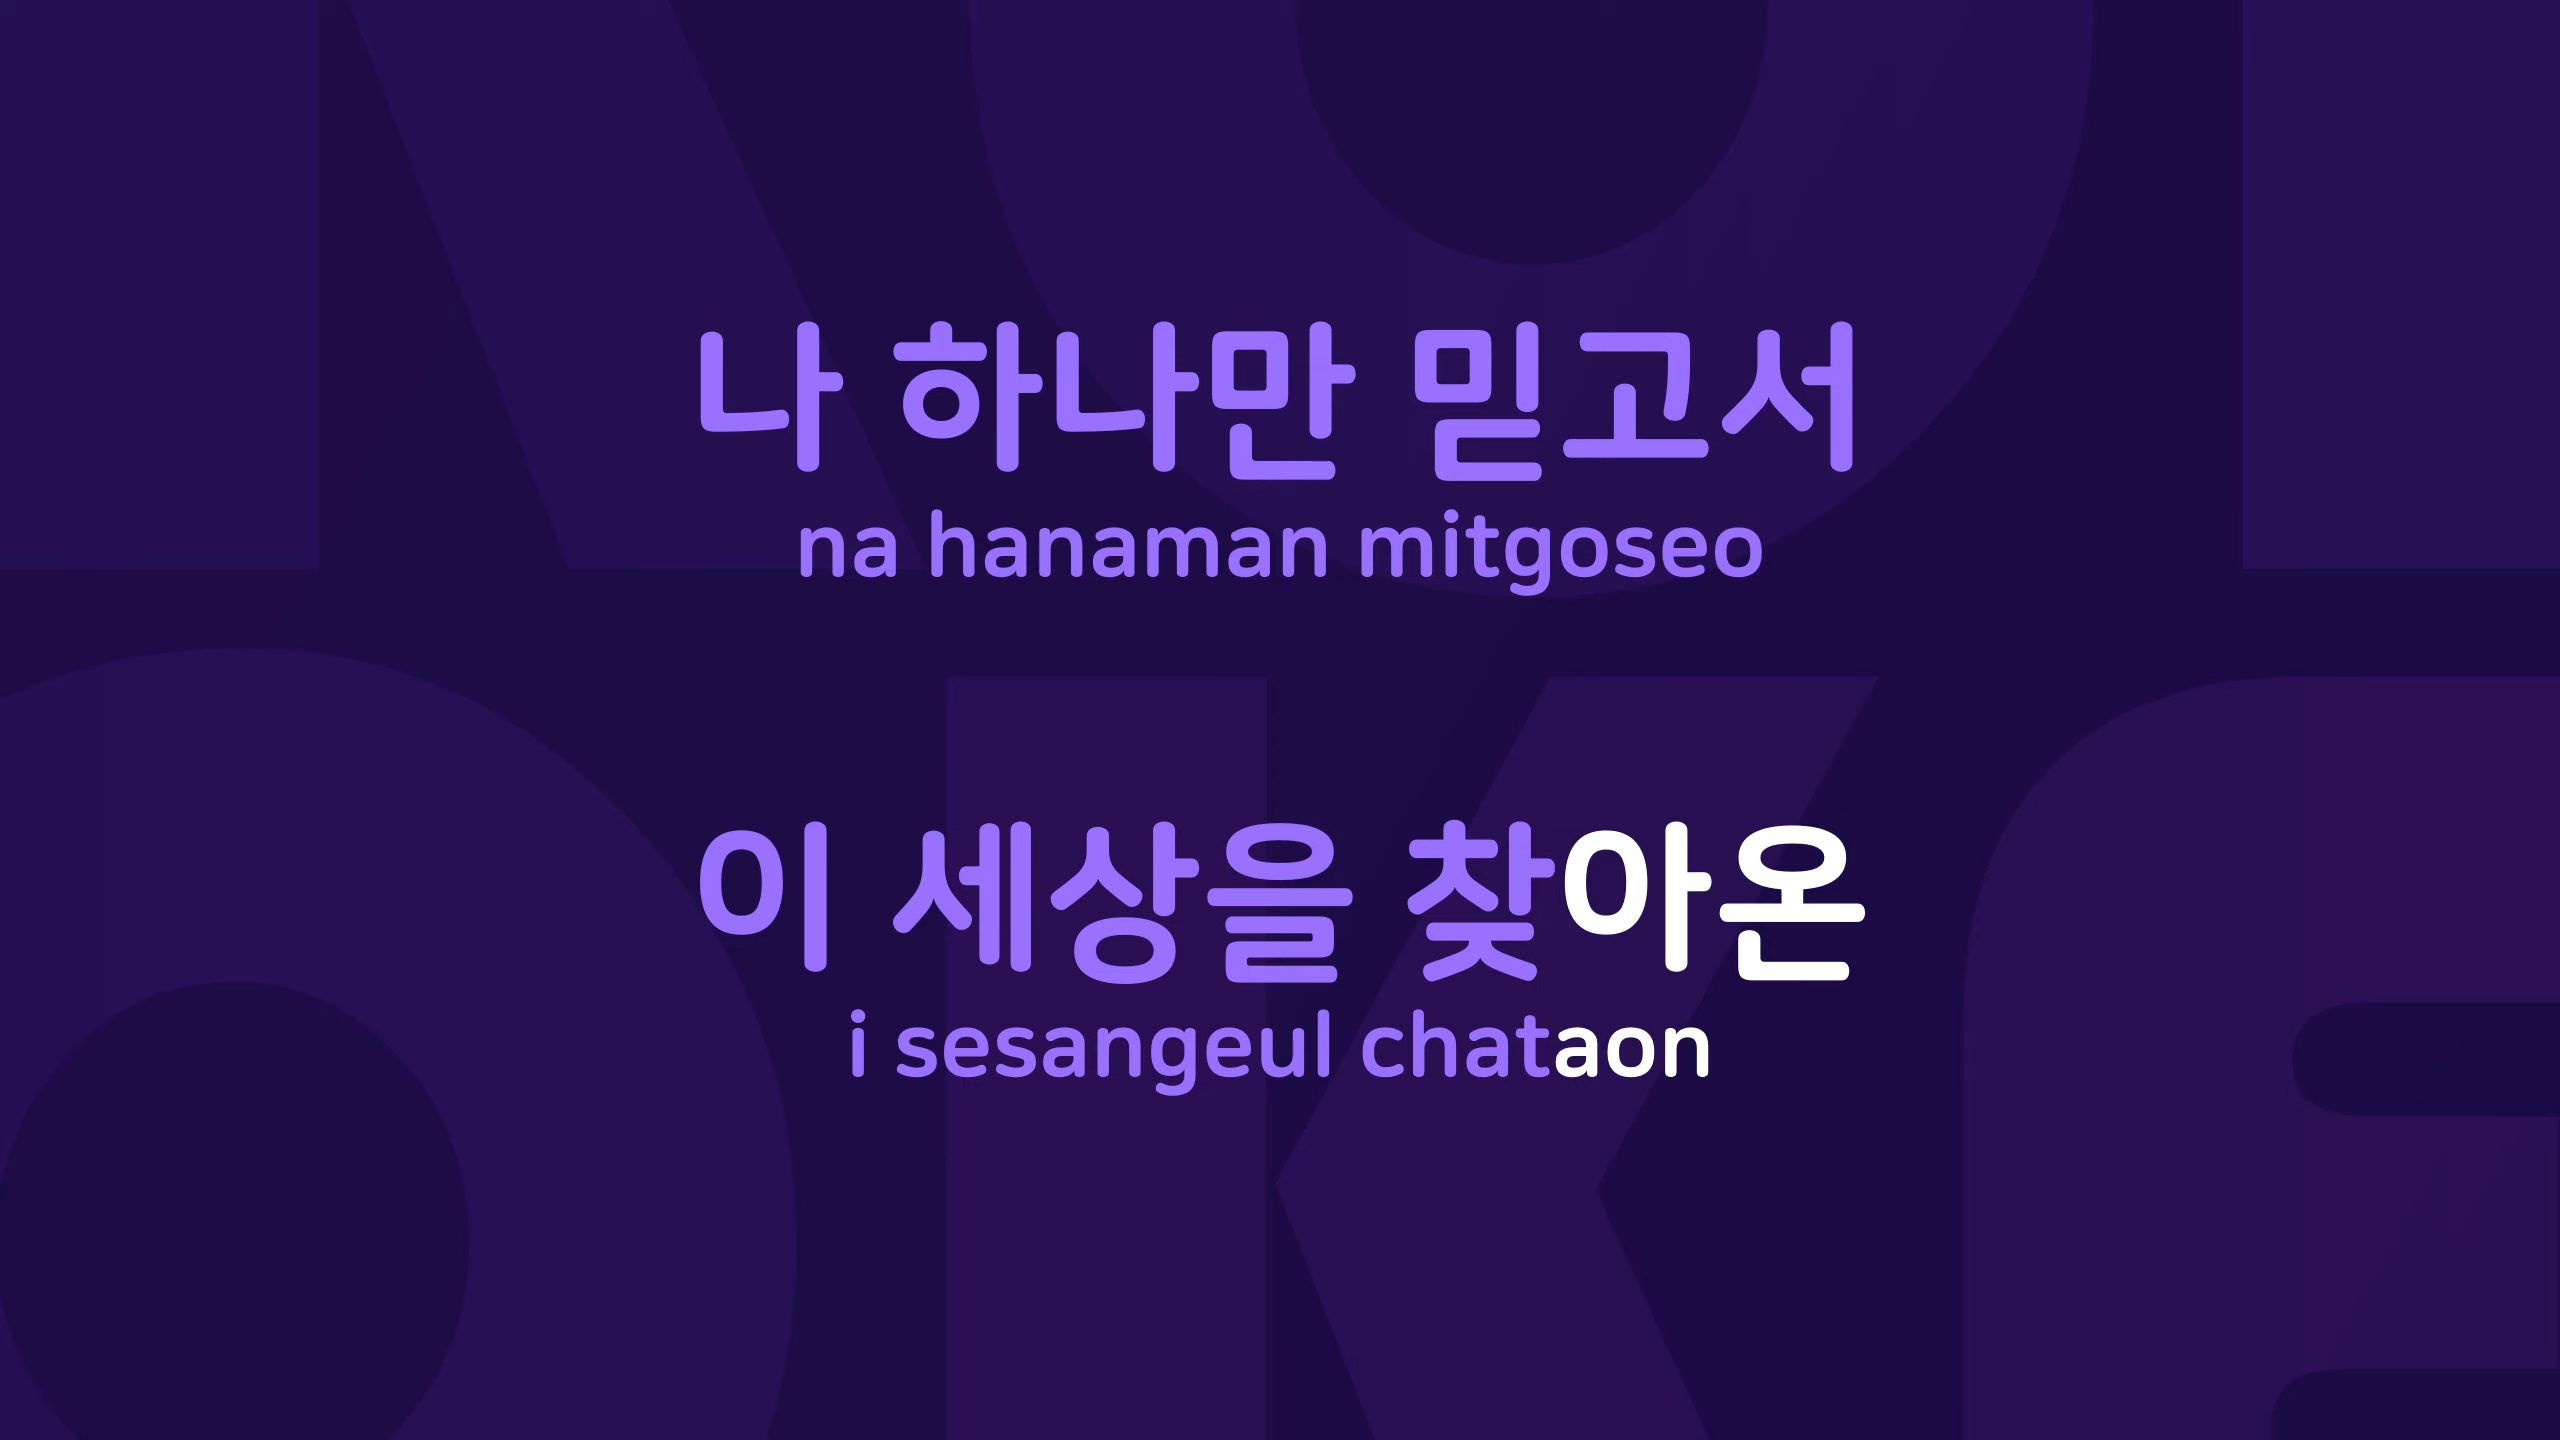 나 하나만 믿고서
na hanaman mitgoseo
이 세상을 찾아온
i sesangeul chataon